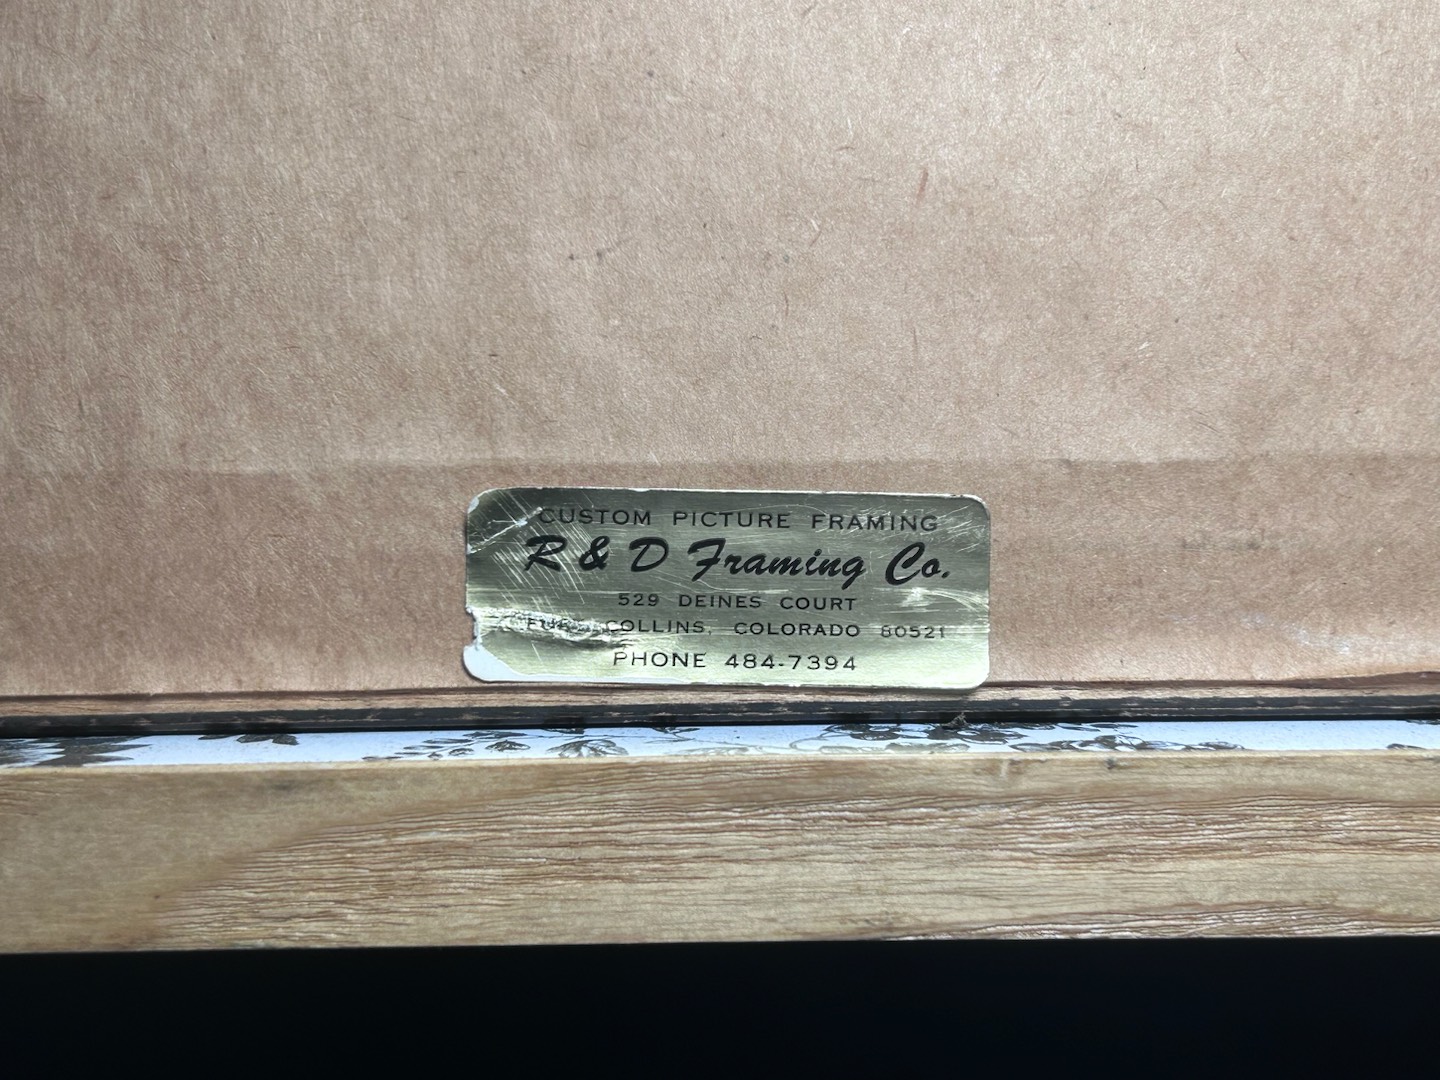 CUSTOM PICTURE FRAMING
R & D Framing Co.
529 DEINES COURT
COLLINS, COLORADO 80521
PHONE 484-7394